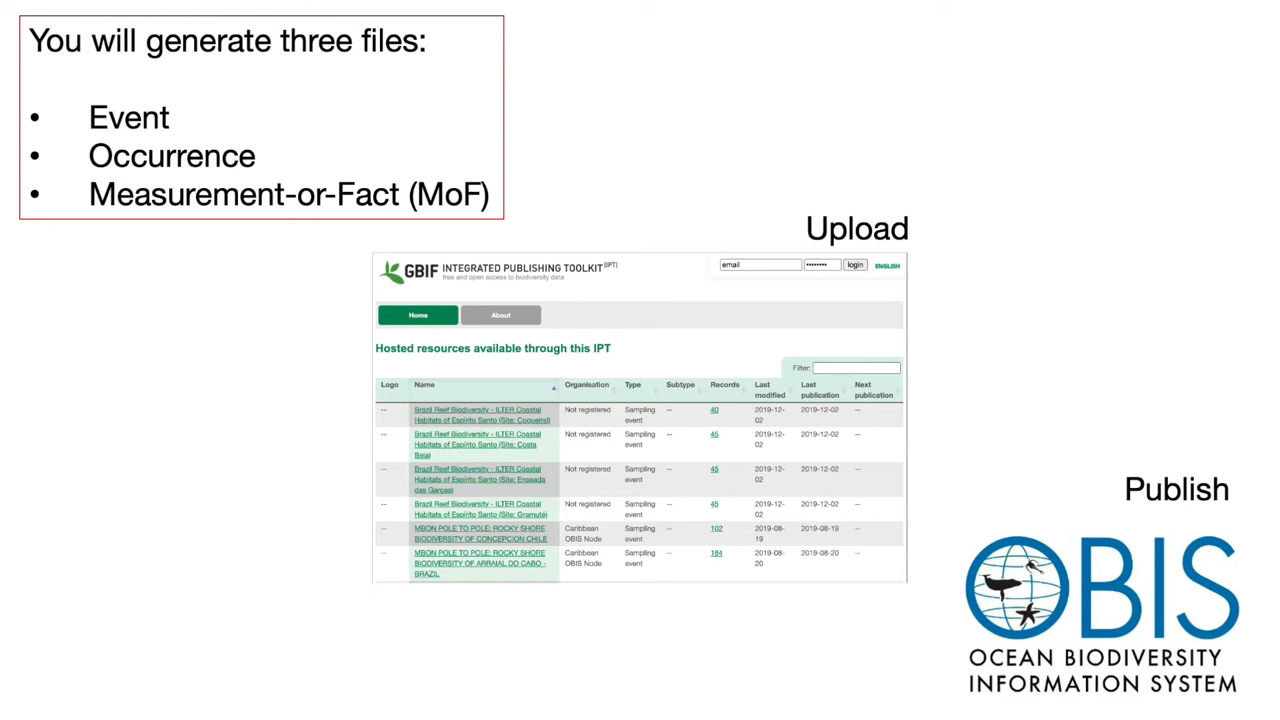 You will generate three files:
• Event
• Occurrence
• Measurement-or-Fact (MoF)
Upload
GBIF INTEGRATED PUBLISHING TOOLKIT[IPT]
free and open access to biodiversity data
email
•••••••• login ENGLISH
Home About
Hosted resources available through this IPT
Filter:
Logo Name Organisation Type Subtype Records Last modified Last publication Next publication
-- Brazil Reef Biodiversity - ILTER Coastal Habitats of Espírito Santo (Site: Coqueiral) Not registered Sampling event -- 40 2019-12-02 2019-12-02 --
-- Brazil Reef Biodiversity - ILTER Coastal Habitats of Espírito Santo (Site: Costa Bela) Not registered Sampling event -- 45 2019-12-02 2019-12-02 --
-- Brazil Reef Biodiversity - ILTER Coastal Habitats of Espírito Santo (Site: Enseada das Garças) Not registered Sampling event -- 45 2019-12-02 2019-12-02 --
-- Brazil Reef Biodiversity - ILTER Coastal Habitats of Espírito Santo (Site: Gramuté) Not registered Sampling event -- 45 2019-12-02 2019-12-02 --
-- MBON POLE TO POLE: ROCKY SHORE BIODIVERSITY OF CONCEPCION CHILE Caribbean OBIS Node Sampling event -- 102 2019-08-19 2019-08-19 --
-- MBON POLE TO POLE: ROCKY SHORE BIODIVERSITY OF ARRAIAL DO CABO - BRAZIL Caribbean OBIS Node Sampling event -- 184 2019-08-20 2019-08-20 --
Publish
OBIS
OCEAN BIODIVERSITY
INFORMATION SYSTEM